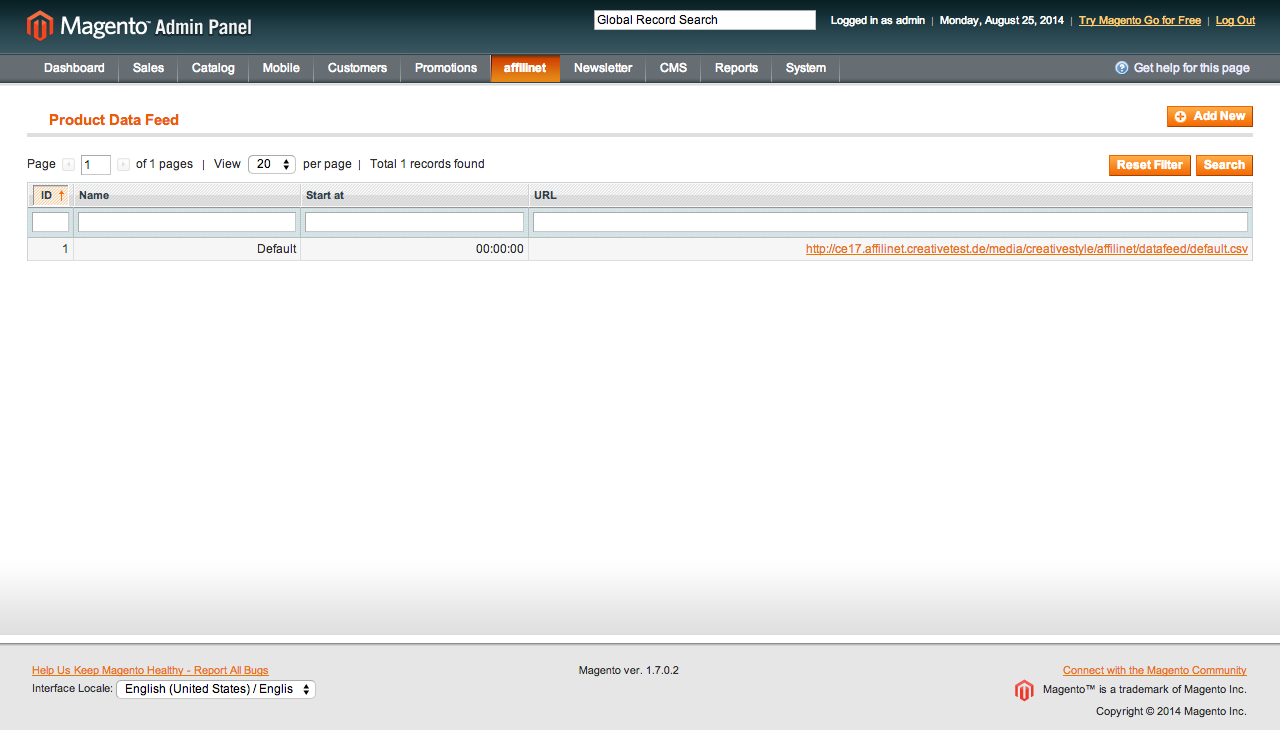 Magento™ Admin Panel
Global Record Search
Logged in as admin | Monday, August 25, 2014 | Try Magento Go for Free | Log Out
Dashboard Sales Catalog Mobile Customers Promotions affilinet Newsletter CMS Reports System Get help for this page
Product Data Feed
Add New
Page 1 of 1 pages | View 20 per page | Total 1 records found
Reset Filter Search
ID ↑ Name Start at URL
1 Default 00:00:00 http://ce17.affilinet.creativetest.de/media/creativestyle/affilinet/datafeed/default.csv
Help Us Keep Magento Healthy - Report All Bugs
Interface Locale: English (United States) / Englis
Magento ver. 1.7.0.2
Connect with the Magento Community
Magento™ is a trademark of Magento Inc.
Copyright © 2014 Magento Inc.